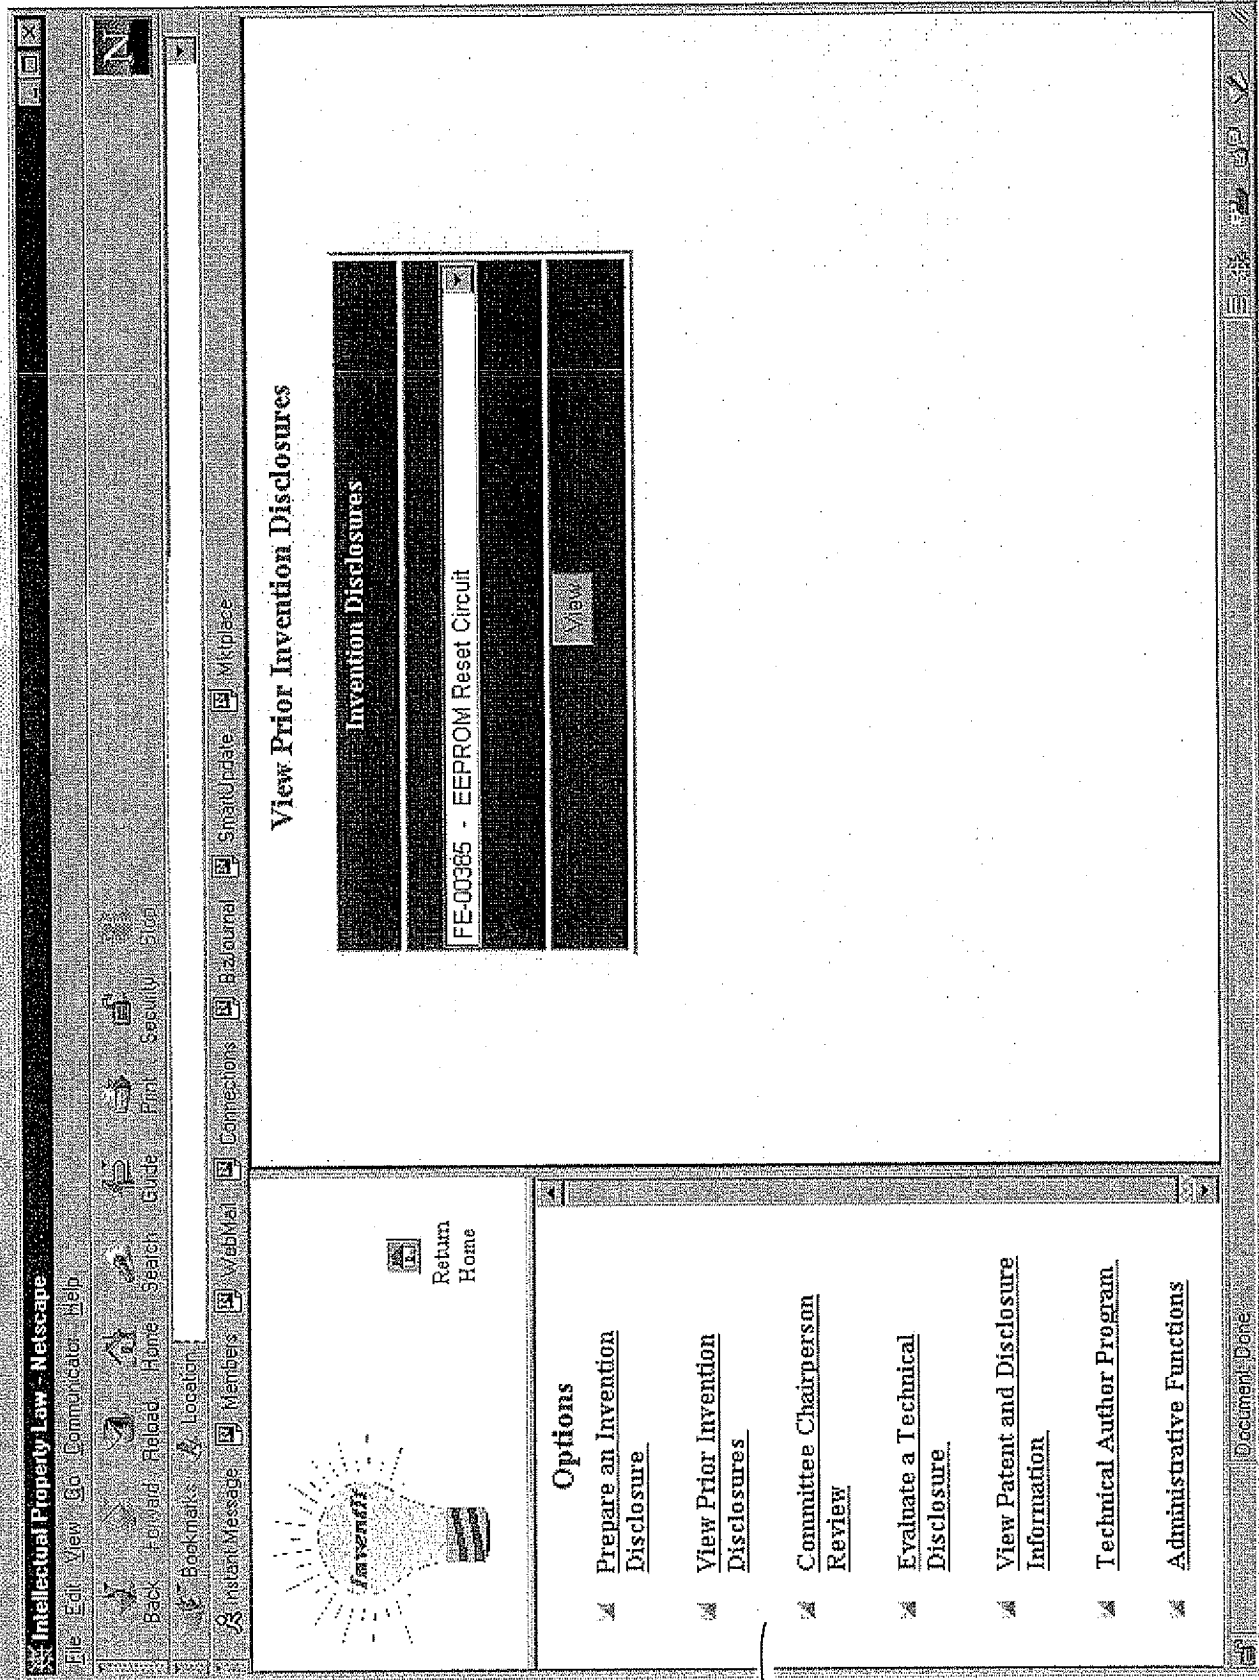 Intellectual Property Law - Netscape
File Edit View Go Communicator Help
Back Forward Reload Home Search Guide Print Security Stop
N
Bookmarks Location:
Instant Message Members WebMail Connections BizJournal SmartUpdate Mktplace
Invent!
Return
Home
Options
Prepare an Invention
Disclosure
View Prior Invention
Disclosures
Committee Chairperson
Review
Evaluate a Technical
Disclosure
View Patent and Disclosure
Information
Technical Author Program
Administrative Functions
View Prior Invention Disclosures
Invention Disclosures
FE-00385 - EEPROM Reset Circuit
View
Document: Done